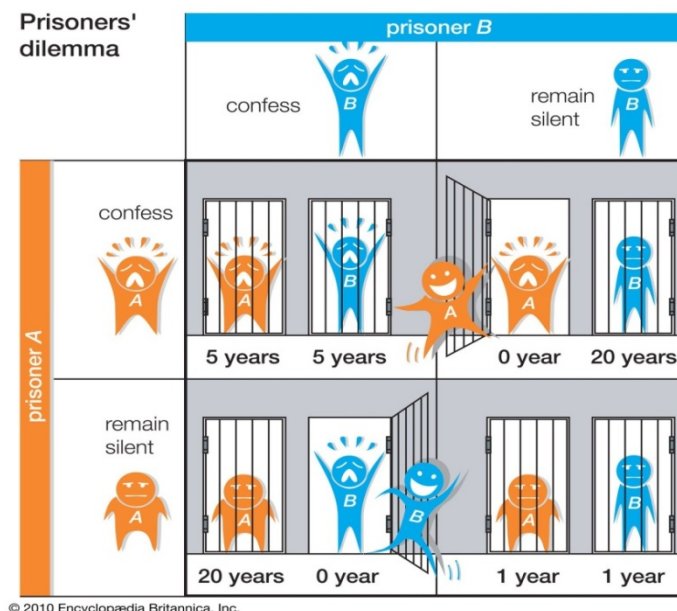 Prisoners'
dilemma
prisoner B
confess
B
remain
silent
B
prisoner A
confess
A
A
B
A
A
B
5 years
5 years
0 year
20 years
remain
silent
A
A
B
B
A
B
20 years
0 year
1 year
1 year
© 2010 Encyclopædia Britannica, Inc.